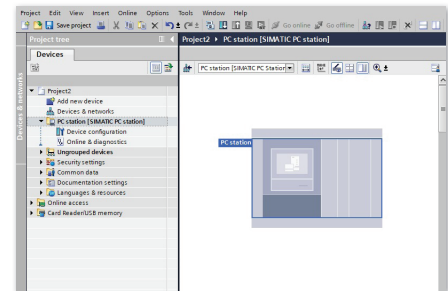 Project Edit View Insert Online Options Tools Window Help
Save project Go online Go offline
Project tree
Project2 PC station [SIMATIC PC station]
Devices
PC station [SIMATIC PC Station]
Project2
Add new device
Devices & networks
PC station [SIMATIC PC station]
Device configuration
Online & diagnostics
Ungrouped devices
Security settings
Common data
Documentation settings
Languages & resources
Online access
Card Reader/USB memory
Devices & networks
PC station